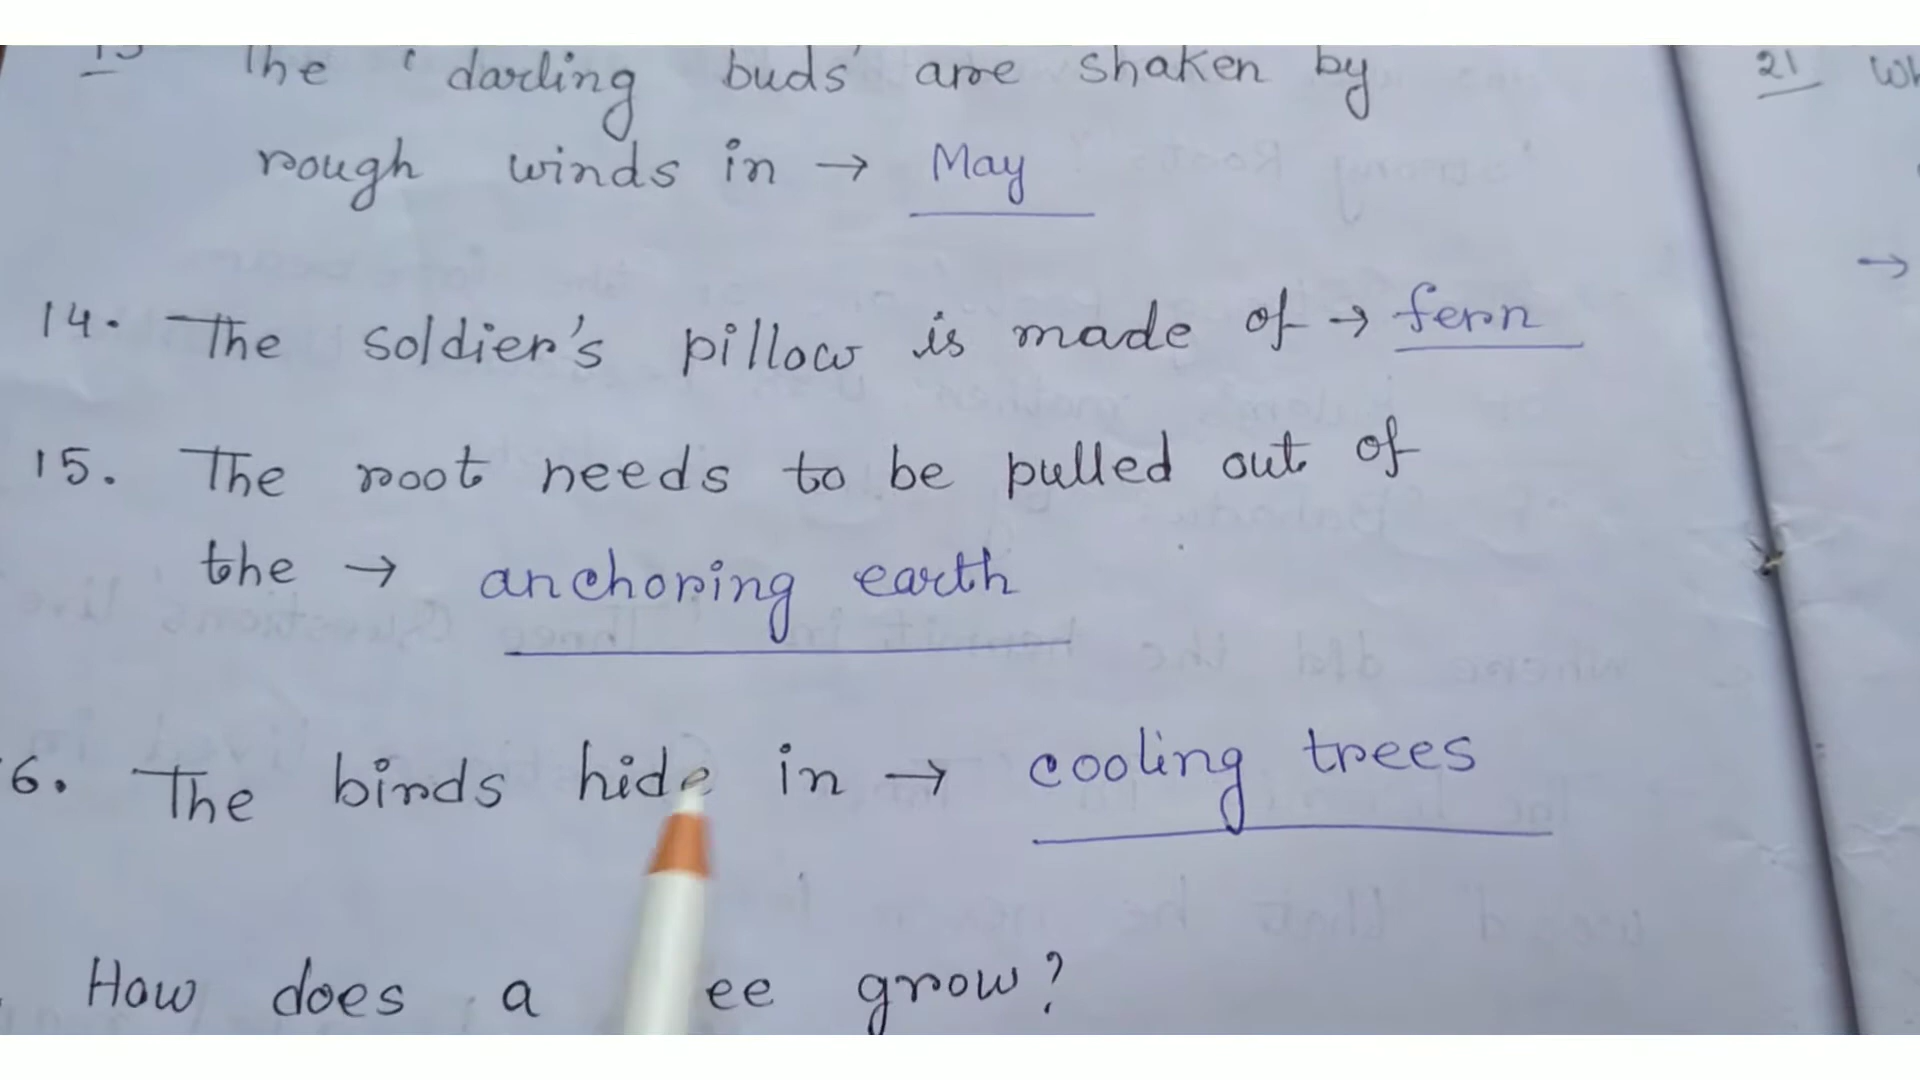 The 'darling buds' are shaken by
rough winds in → May
14. The soldier's pillow is made of → fern
15. The root needs to be pulled out of
the → anchoring earth
6. The birds hide in → cooling trees
How does a ee grow?
21
→